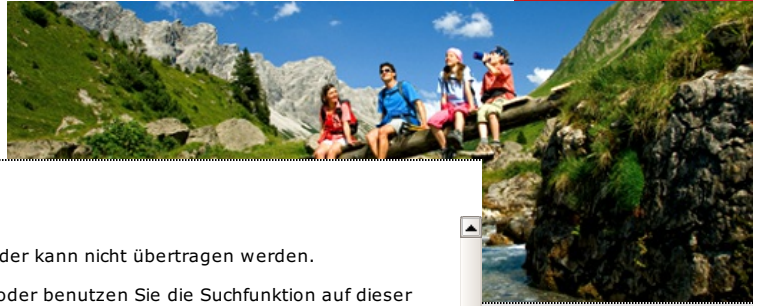 der kann nicht übertragen werden.
oder benutzen Sie die Suchfunktion auf dieser